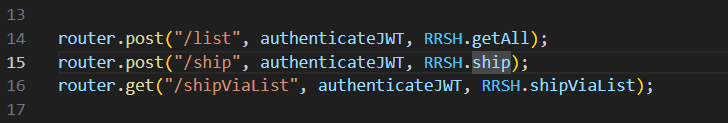 13
14 router.post("/list", authenticateJWT, RRSH.getAll);
15 router.post("/ship", authenticateJWT, RRSH.ship);
16 router.get("/shipViaList", authenticateJWT, RRSH.shipViaList);
17